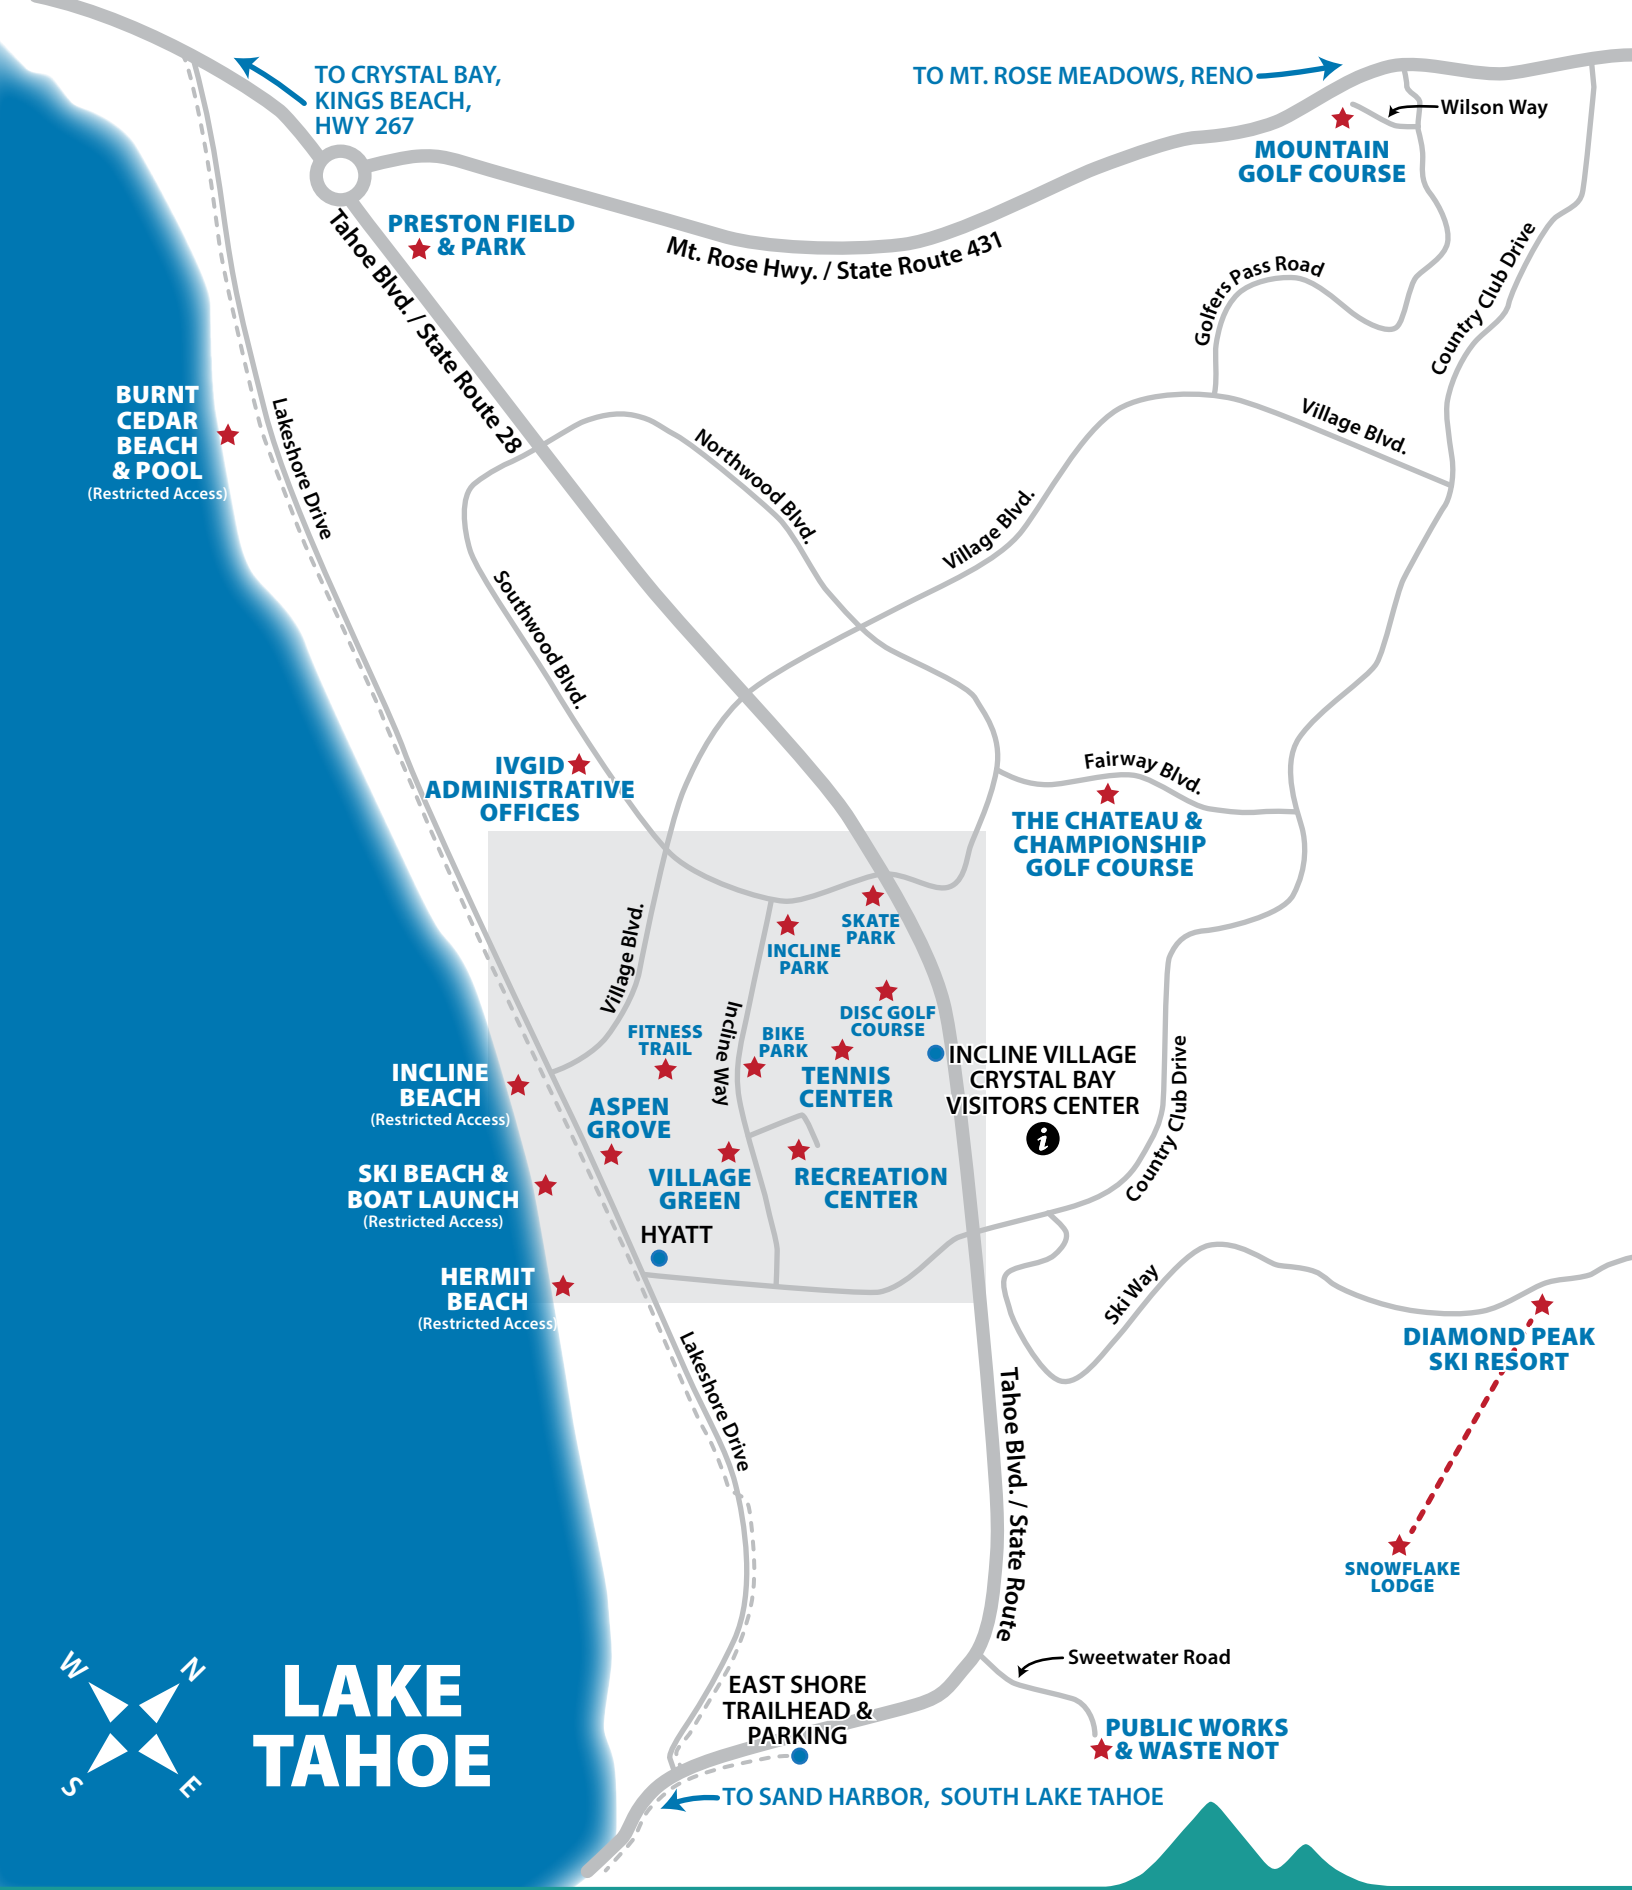 TO CRYSTAL BAY,
KINGS BEACH,
HWY 267
TO MT. ROSE MEADOWS, RENO
Wilson Way
MOUNTAIN
GOLF COURSE
PRESTON FIELD
& PARK
Tahoe Blvd. / State Route 28
Mt. Rose Hwy. / State Route 431
Golfers Pass Road
Country Club Drive
BURNT
CEDAR
BEACH
& POOL
(Restricted Access)
Lakeshore Drive
Northwood Blvd.
Village Blvd.
Village Blvd.
Southwood Blvd.
IVGID
ADMINISTRATIVE
OFFICES
Fairway Blvd.
THE CHATEAU &
CHAMPIONSHIP
GOLF COURSE
Village Blvd.
SKATE
PARK
INCLINE
PARK
Incline Way
DISC GOLF
COURSE
FITNESS
TRAIL
BIKE
PARK
TENNIS
CENTER
INCLINE VILLAGE
CRYSTAL BAY
VISITORS CENTER
i
Country Club Drive
INCLINE
BEACH
(Restricted Access)
ASPEN
GROVE
VILLAGE
GREEN
RECREATION
CENTER
SKI BEACH &
BOAT LAUNCH
(Restricted Access)
HYATT
HERMIT
BEACH
(Restricted Access)
Ski Way
DIAMOND PEAK
SKI RESORT
Lakeshore Drive
Tahoe Blvd. / State Route
SNOWFLAKE
LODGE
Sweetwater Road
EAST SHORE
TRAILHEAD &
PARKING
PUBLIC WORKS
& WASTE NOT
TO SAND HARBOR, SOUTH LAKE TAHOE
W
N
S
E
LAKE
TAHOE